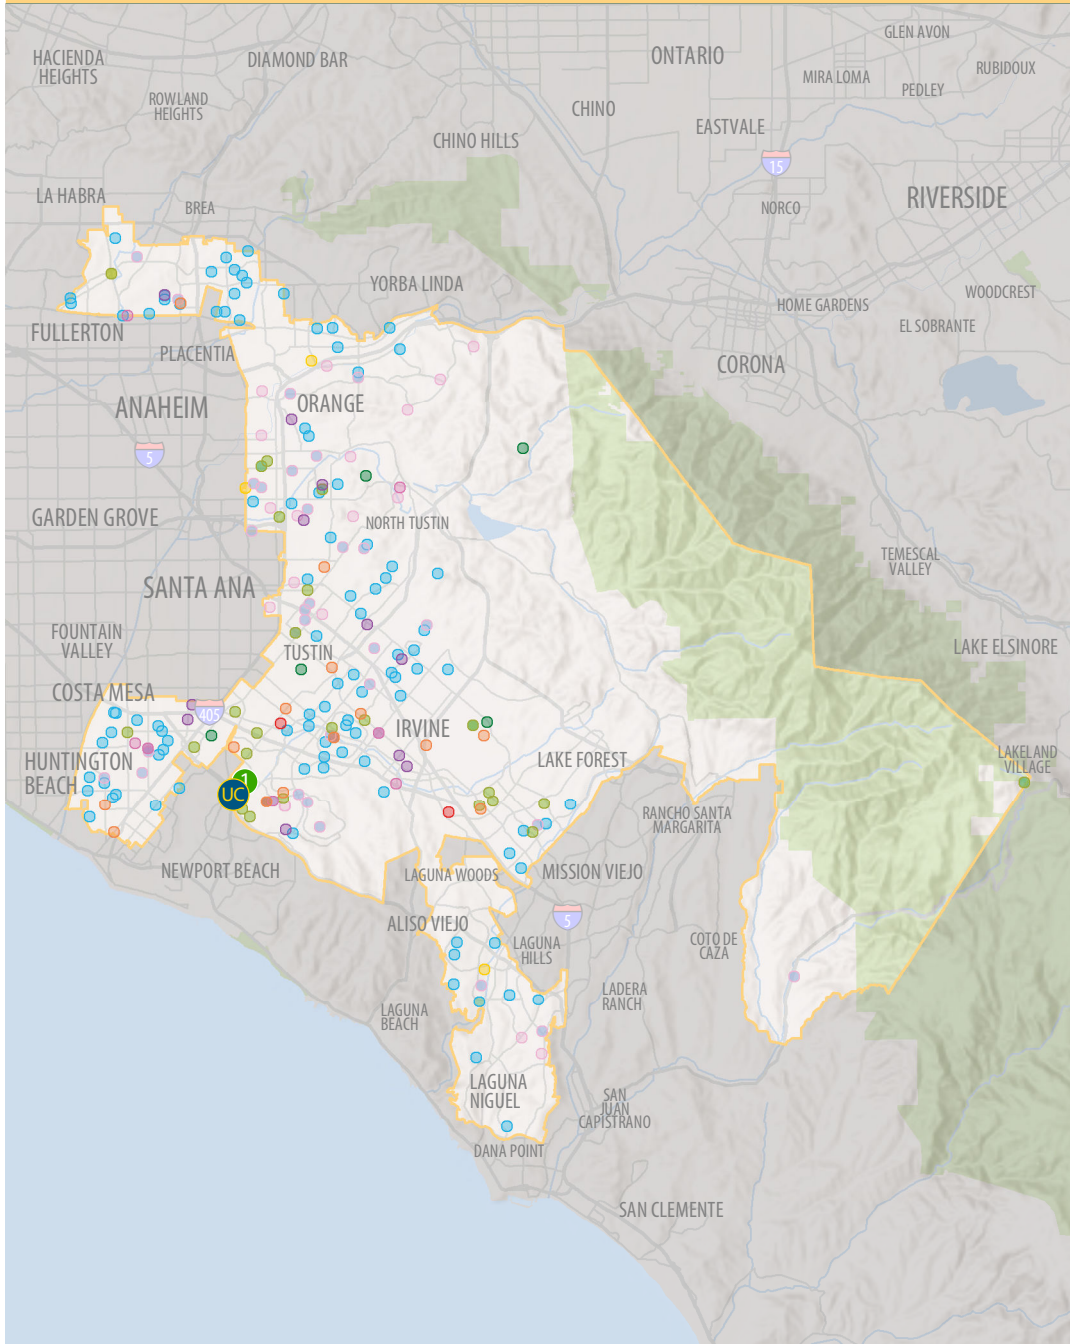 GLEN AVON
HACIENDA
HEIGHTS
DIAMOND BAR
ONTARIO
RUBIDOUX
MIRA LOMA
PEDLEY
ROWLAND
HEIGHTS
CHINO
EASTVALE
CHINO HILLS
15
LA HABRA
BREA
NORCO
RIVERSIDE
YORBA LINDA
WOODCREST
HOME GARDENS
EL SOBRANTE
FULLERTON
PLACENTIA
CORONA
ANAHEIM
ORANGE
5
GARDEN GROVE
NORTH TUSTIN
TEMESCAL
VALLEY
SANTA ANA
FOUNTAIN
VALLEY
TUSTIN
LAKE ELSINORE
COSTA MESA
405
IRVINE
HUNTINGTON
BEACH
LAKE FOREST
LAKELAND
VILLAGE
1
UC
RANCHO SANTA
MARGARITA
NEWPORT BEACH
LAGUNA WOODS
MISSION VIEJO
ALISO VIEJO
5
LAGUNA
HILLS
COTO DE
CAZA
LADERA
RANCH
LAGUNA
BEACH
LAGUNA
NIGUEL
SAN
JUAN
CAPISTRANO
DANA POINT
SAN CLEMENTE